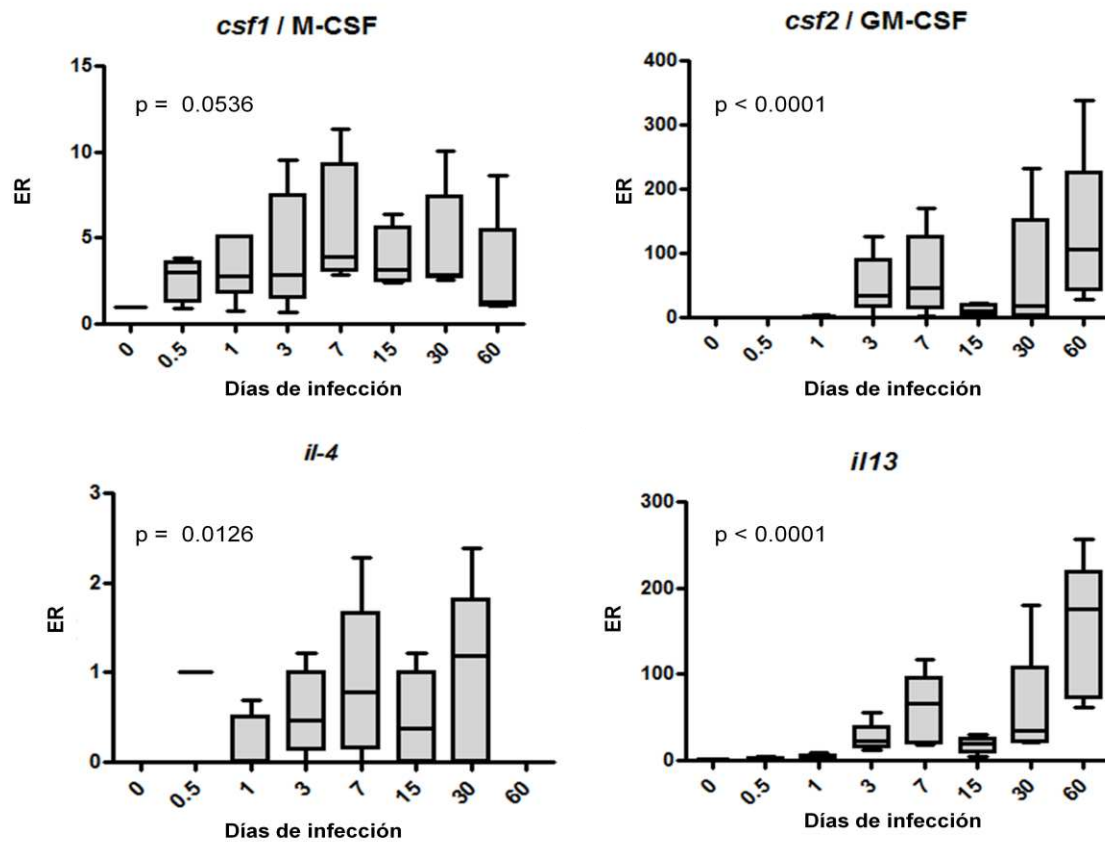 csf1 / M-CSF
15
10
5
0
ER
p = 0.0536
0 0.5 1 3 7 15 30 60
Días de infección
csf2 / GM-CSF
400
300
200
100
0
ER
p < 0.0001
0 0.5 1 3 7 15 30 60
Días de infección
il-4
3
2
1
0
ER
p = 0.0126
0 0.5 1 3 7 15 30 60
Días de infección
il13
300
200
100
0
ER
p < 0.0001
0 0.5 1 3 7 15 30 60
Días de infección